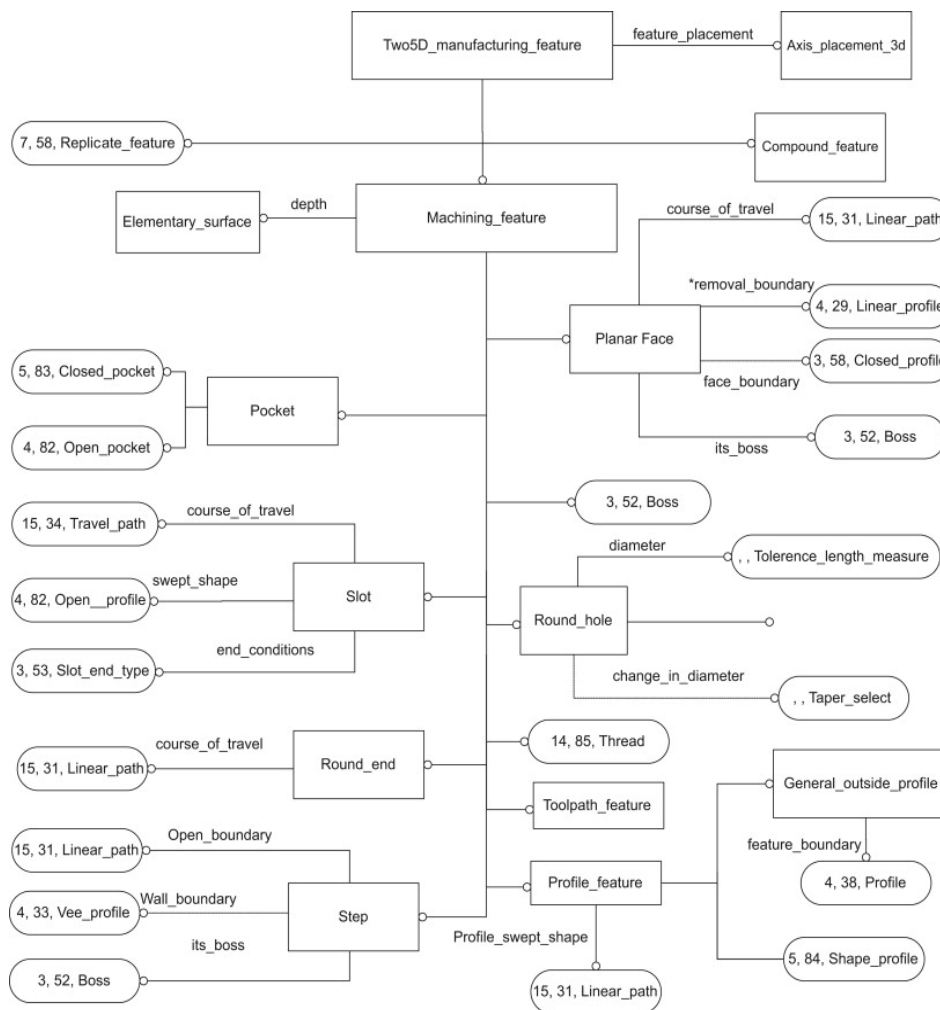 Two5D_manufacturing_feature
feature_placement
Axis_placement_3d
7, 58, Replicate_feature
Compound_feature
Elementary_surface
depth
Machining_feature
course_of_travel
15, 31, Linear_path
*removal_boundary
4, 29, Linear_profile
Planar Face
3, 58, Closed_profile
face_boundary
its_boss
3, 52, Boss
5, 83, Closed_pocket
Pocket
4, 82, Open_pocket
3, 52, Boss
15, 34, Travel_path
course_of_travel
swept_shape
4, 82, Open__profile
Slot
end_conditions
3, 53, Slot_end_type
diameter
, , Tolerence_length_measure
Round_hole
change_in_diameter
, , Taper_select
14, 85, Thread
course_of_travel
15, 31, Linear_path
Round_end
Toolpath_feature
General_outside_profile
feature_boundary
4, 38, Profile
Profile_feature
Profile_swept_shape
15, 31, Linear_path
5, 84, Shape_profile
Open_boundary
15, 31, Linear_path
Wall_boundary
4, 33, Vee_profile
Step
its_boss
3, 52, Boss